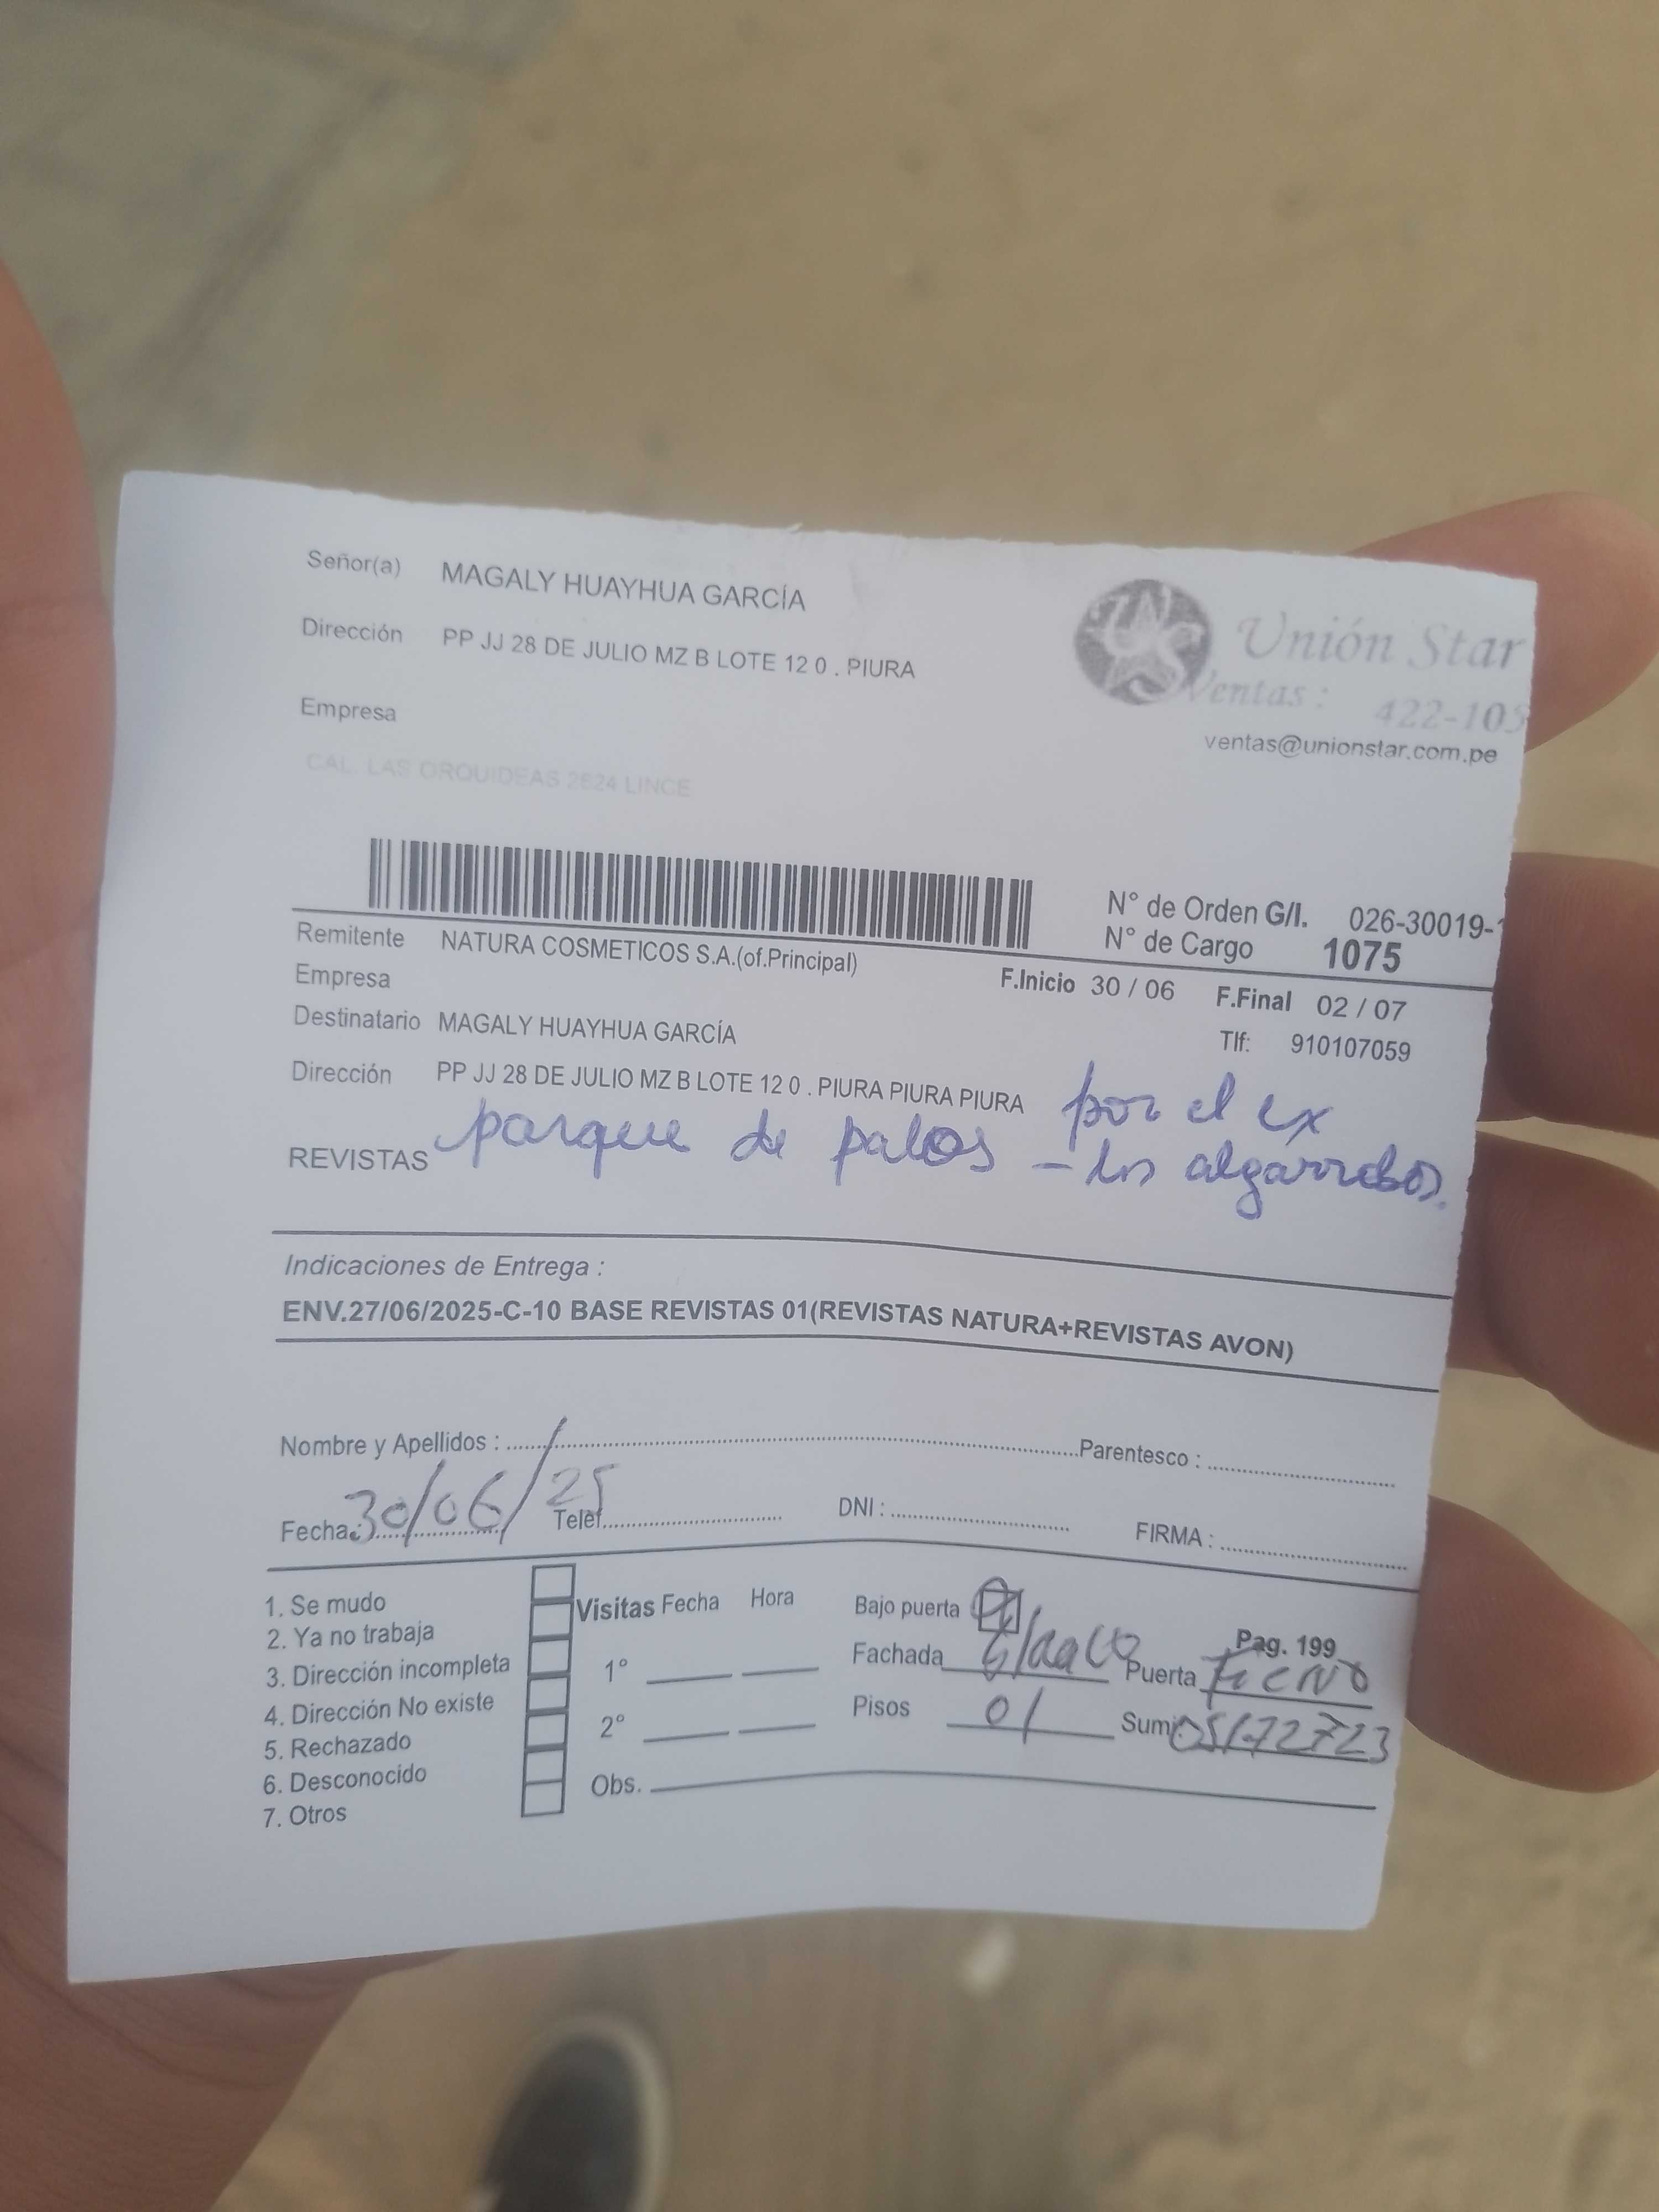 Señor(a) MAGALY HUAYHUA GARCÍA
Dirección PP JJ 28 DE JULIO MZ B LOTE 12 0 . PIURA
Empresa
CAL. LAS ORQUIDEAS 2624 LINCE
Unión Star
Ventas : 422-105
ventas@unionstar.com.pe
N° de Orden G/I. 026-30019-
N° de Cargo 1075
Remitente NATURA COSMETICOS S.A.(of.Principal)
Empresa
F.Inicio 30 / 06 F.Final 02 / 07
Destinatario MAGALY HUAYHUA GARCÍA
Tlf: 910107059
Dirección PP JJ 28 DE JULIO MZ B LOTE 12 0 . PIURA PIURA PIURA
por el ex
REVISTAS parque de palos - los algarrobos.
Indicaciones de Entrega :
ENV.27/06/2025-C-10 BASE REVISTAS 01(REVISTAS NATURA+REVISTAS AVON)
Nombre y Apellidos : Parentesco :
Fecha: 30/06/25 Telef. DNI : FIRMA :
1. Se mudo
2. Ya no trabaja
3. Dirección incompleta
4. Dirección No existe
5. Rechazado
6. Desconocido
7. Otros
Visitas Fecha Hora
1°
2°
Obs.
Bajo puerta
Pag. 199
Fachada Puerta
Pisos 01 Sumi